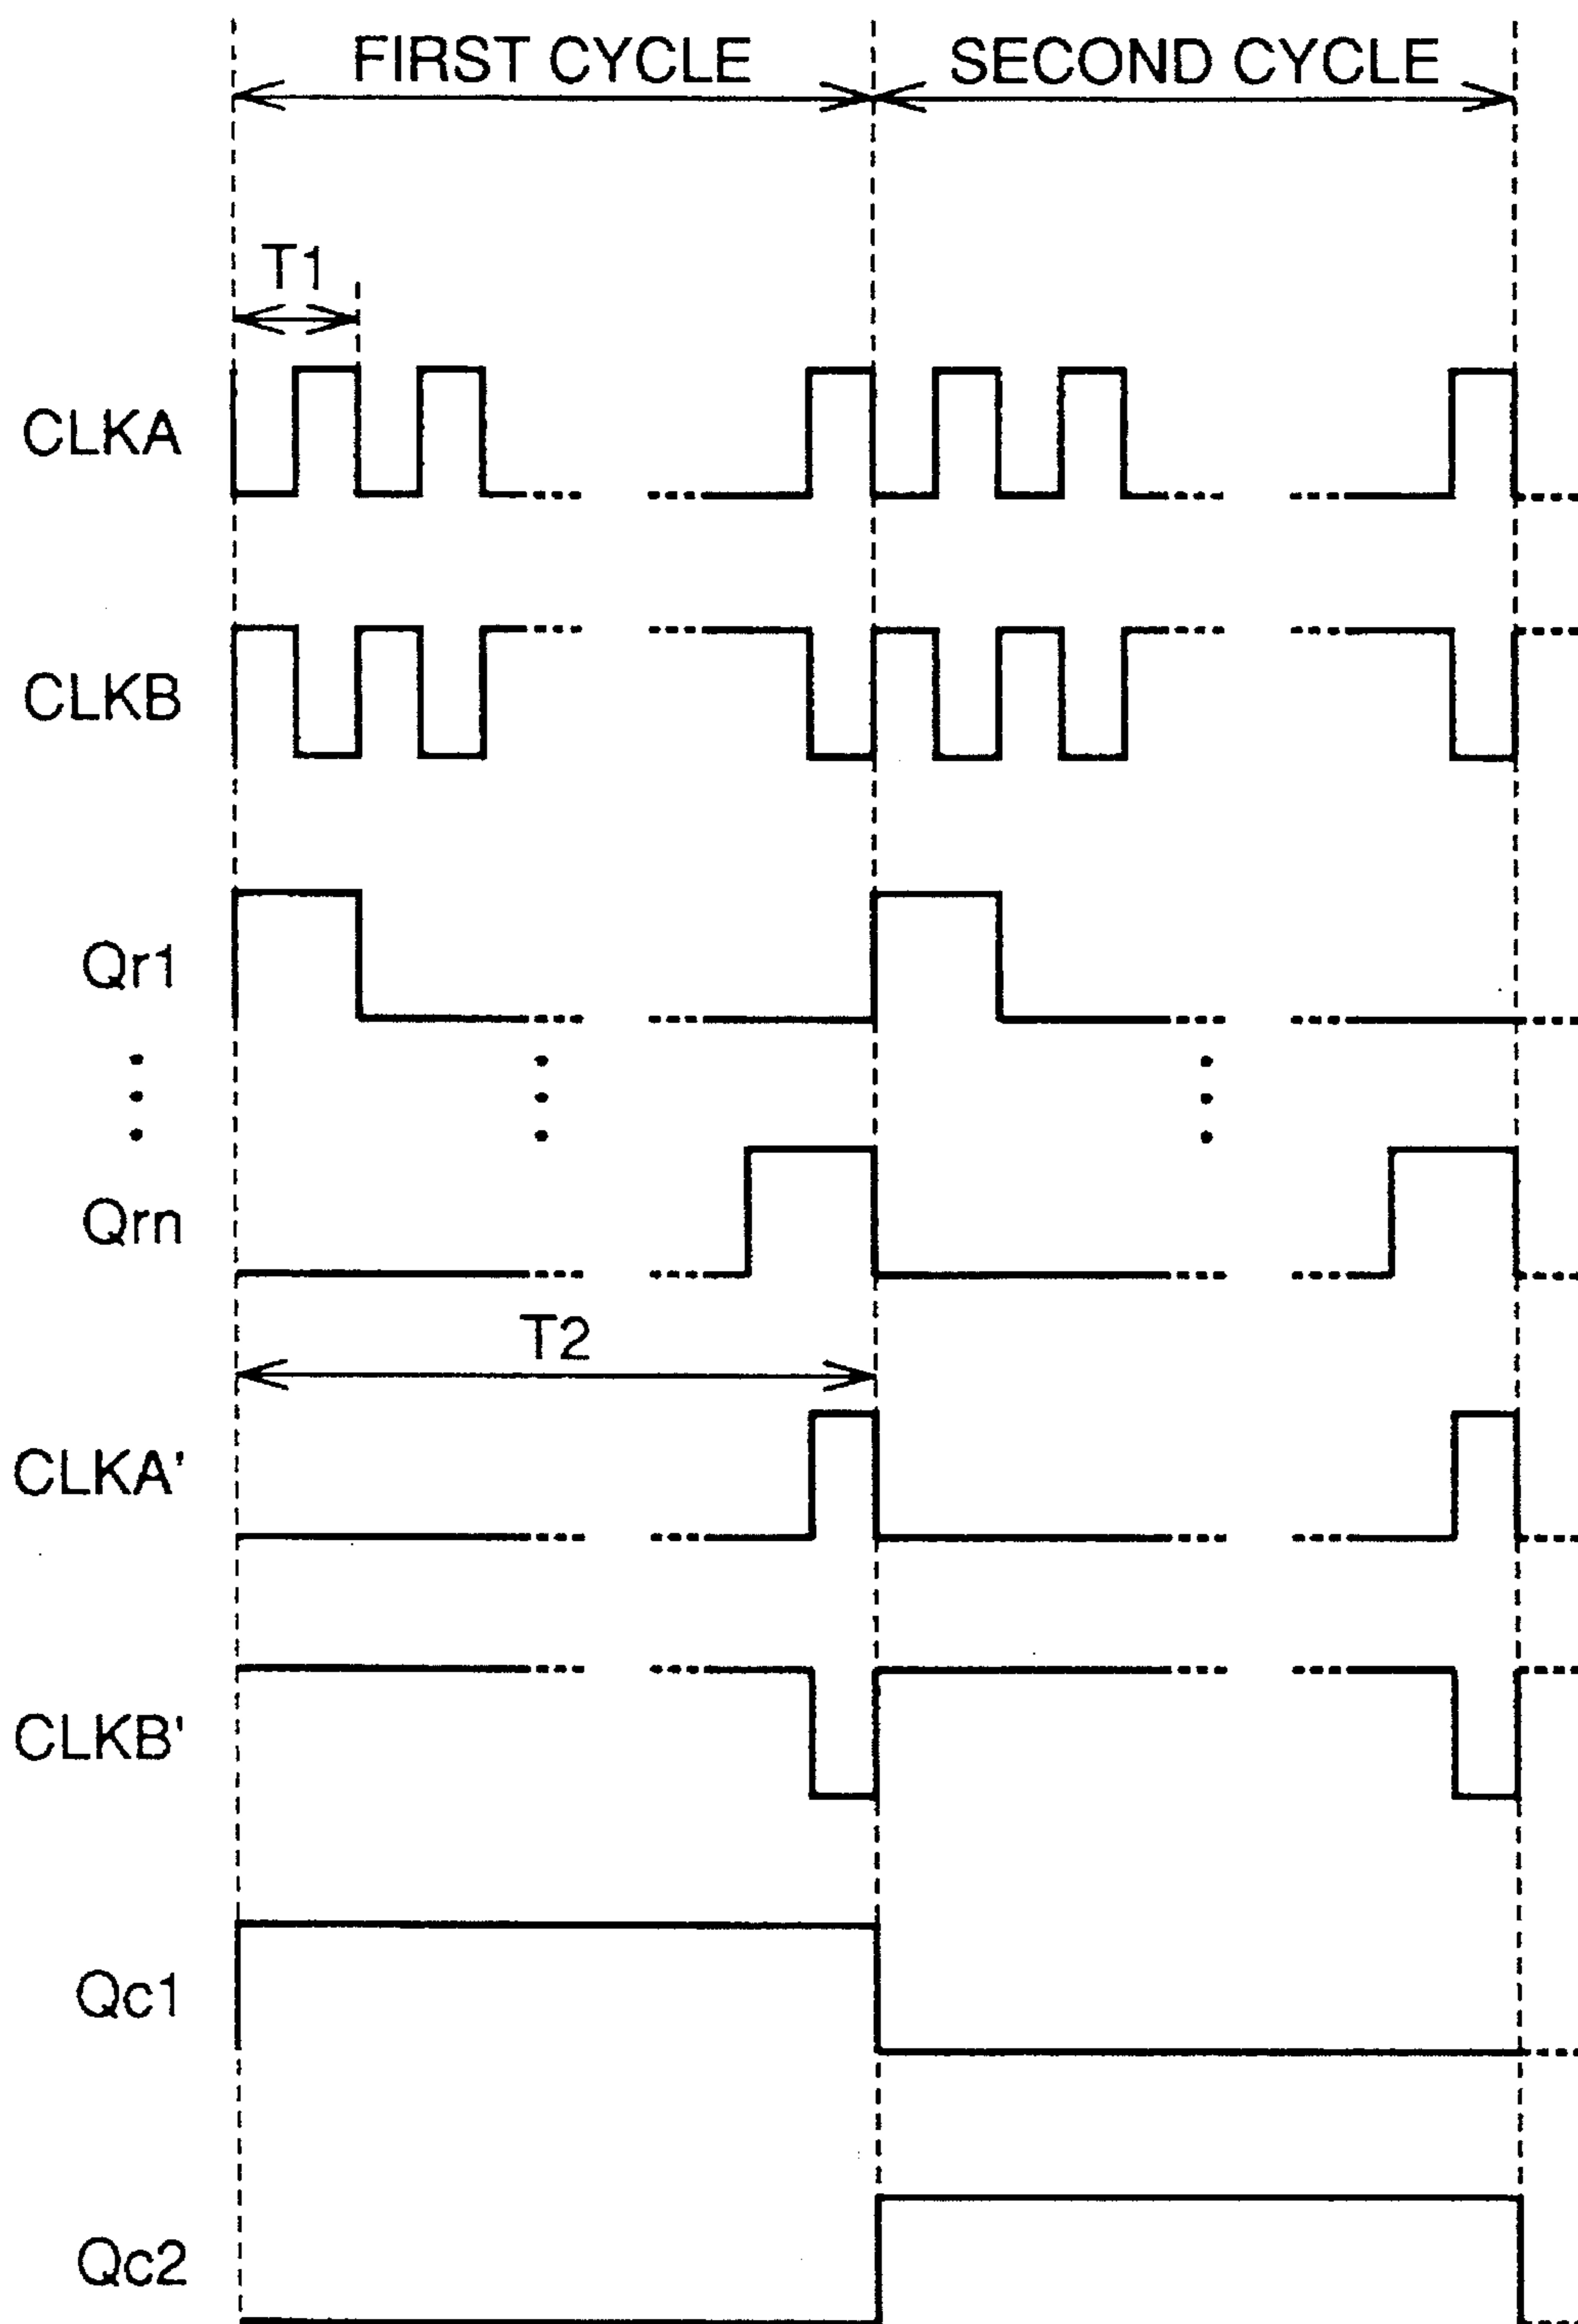 FIRST CYCLE
SECOND CYCLE
T1
CLKA
CLKB
Qr1
Qrn
T2
CLKA'
CLKB'
Qc1
Qc2